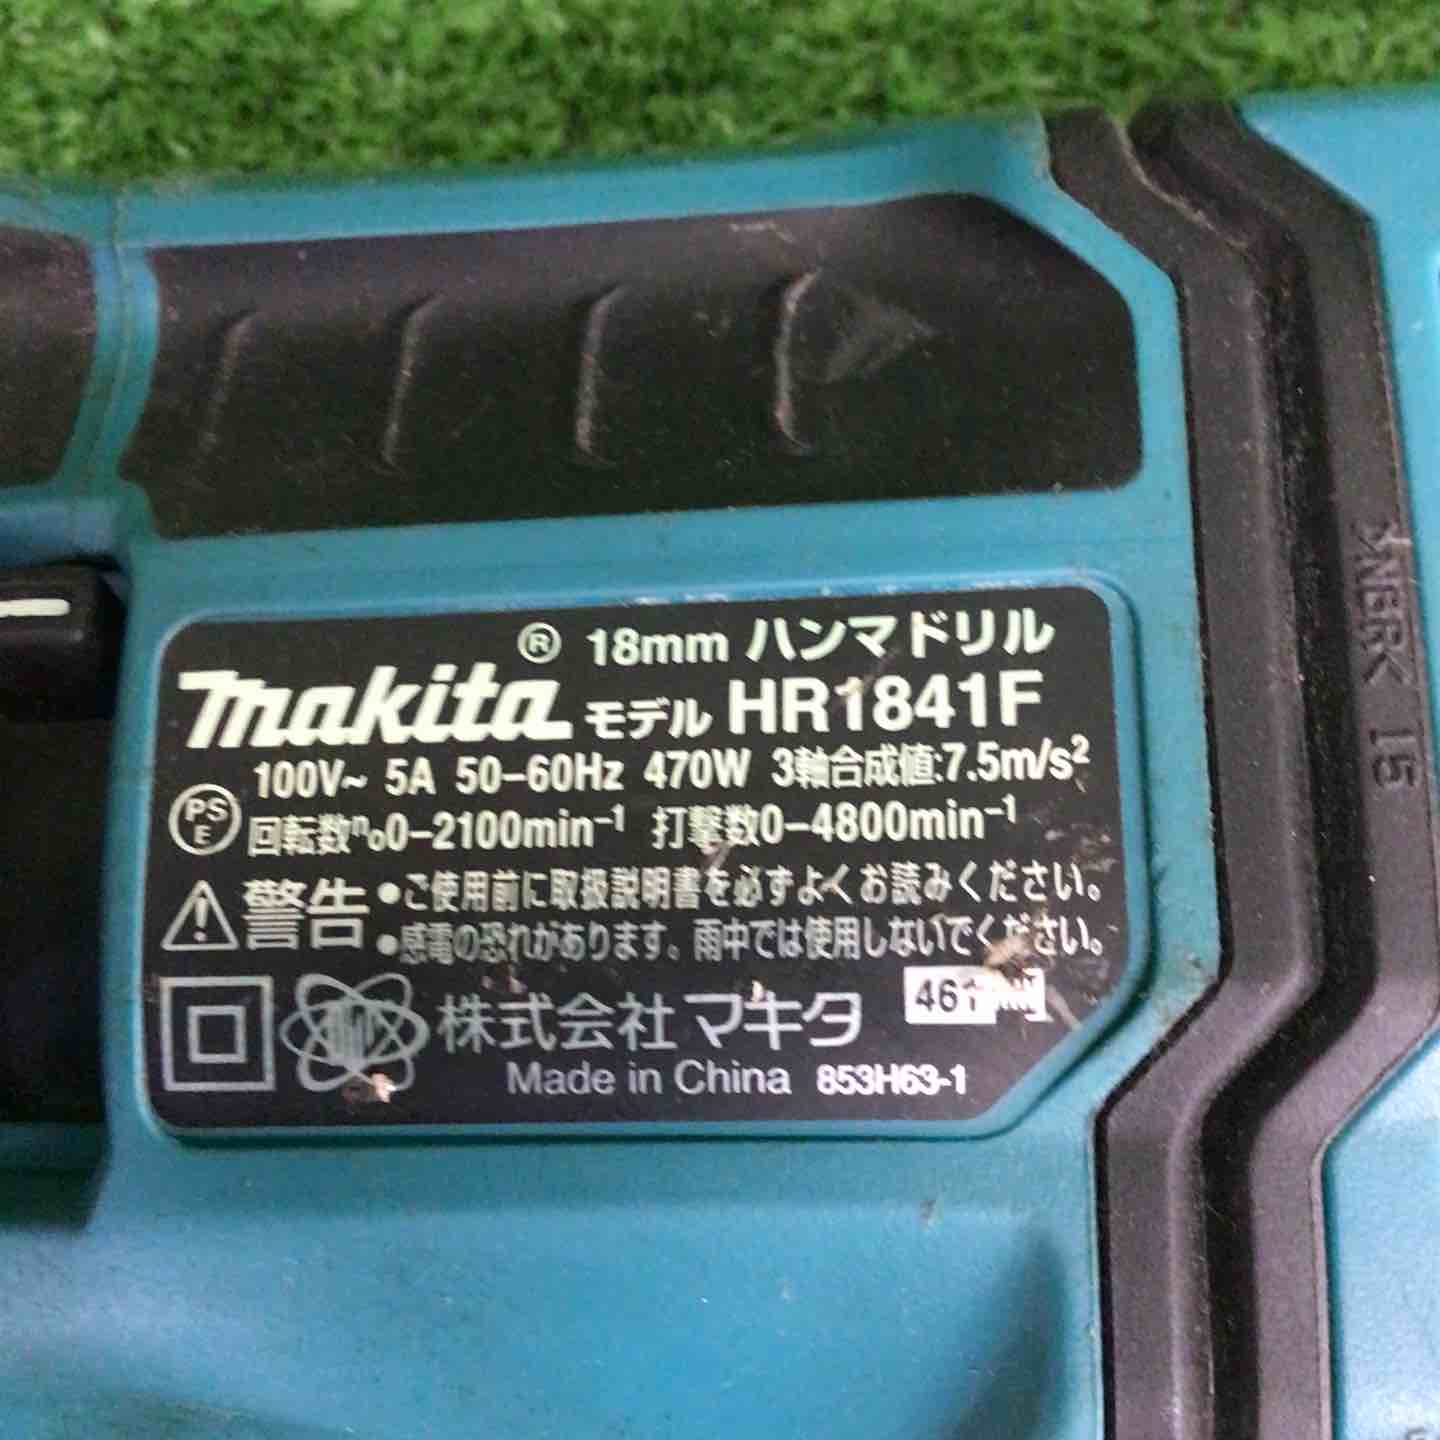 18mm ハンマドリル
makita® モデル HR1841F
100V~ 5A 50-60Hz 470W 3軸合成値:7.5m/s²
PS
E
回転数n₀0-2100min⁻¹ 打撃数0-4800min⁻¹
警告 ●ご使用前に取扱説明書を必ずよくお読みください。
●感電の恐れがあります。雨中では使用しないでください。
株式会社マキタ
Made in China 853H63-1